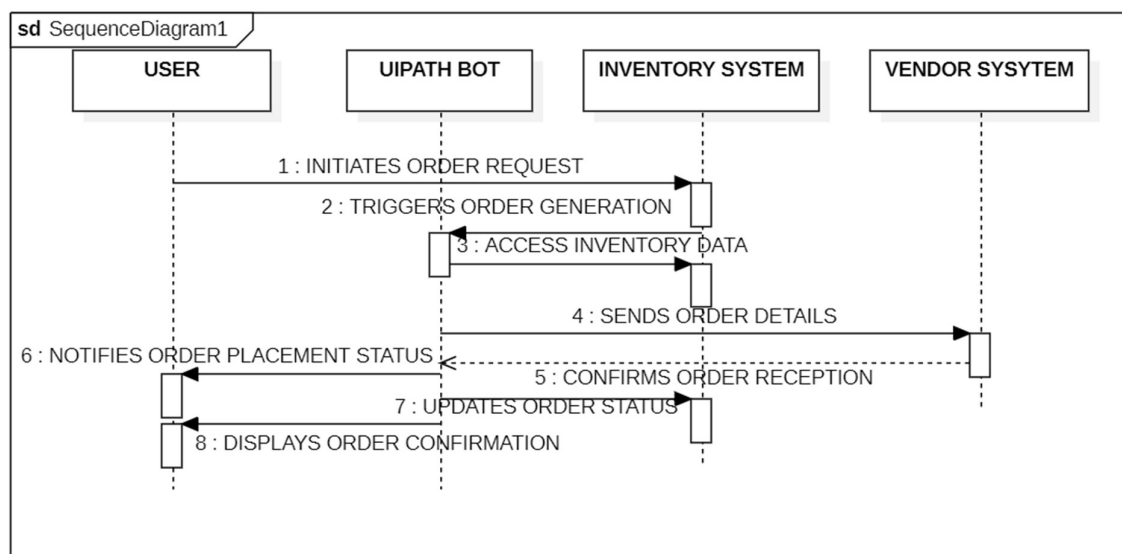 sd SequenceDiagram1
USER
UIPATH BOT
INVENTORY SYSTEM
VENDOR SYSYTEM
1 : INITIATES ORDER REQUEST
2 : TRIGGERS ORDER GENERATION
3 : ACCESS INVENTORY DATA
4 : SENDS ORDER DETAILS
6 : NOTIFIES ORDER PLACEMENT STATUS
5 : CONFIRMS ORDER RECEPTION
7 : UPDATES ORDER STATUS
8 : DISPLAYS ORDER CONFIRMATION